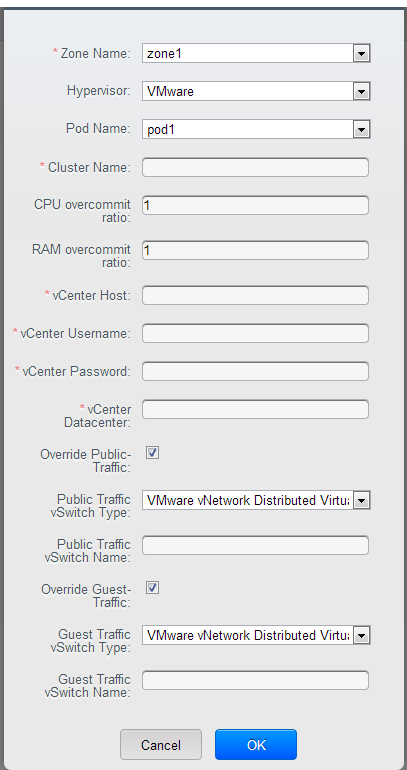 * Zone Name: zone1
Hypervisor: VMware
Pod Name: pod1
* Cluster Name:
CPU overcommit
ratio: 1
RAM overcommit
ratio: 1
* vCenter Host:
* vCenter Username:
* vCenter Password:
* vCenter
Datacenter:
Override Public-
Traffic:
Public Traffic
vSwitch Type: VMware vNetwork Distributed Virtu
Public Traffic
vSwitch Name:
Override Guest-
Traffic:
Guest Traffic
vSwitch Type: VMware vNetwork Distributed Virtu
Guest Traffic
vSwitch Name:
Cancel OK